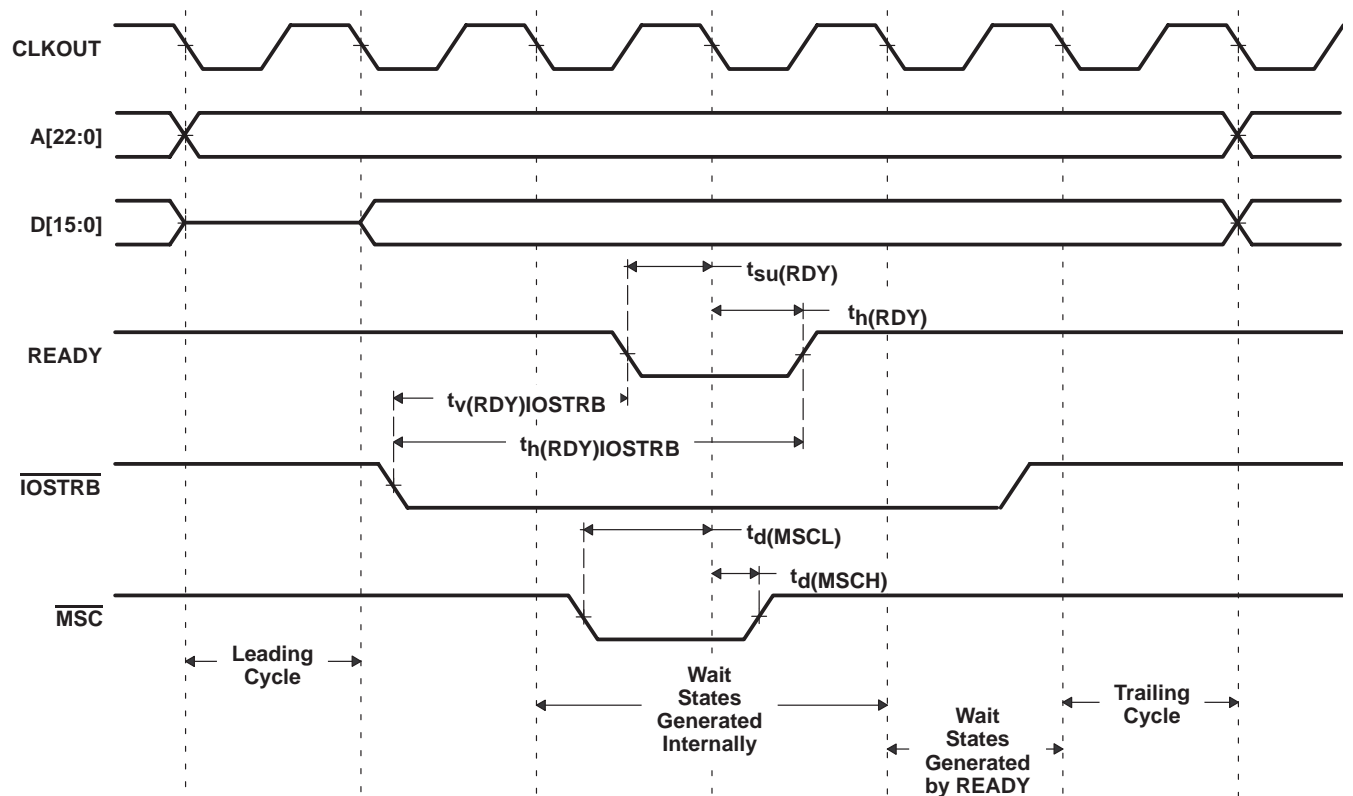 CLKOUT
A[22:0]
D[15:0]
tsu(RDY)
th(RDY)
READY
tv(RDY)IOSTRB
th(RDY)IOSTRB
IOSTRB
td(MSCL)
td(MSCH)
MSC
Leading
Cycle
Wait
States
Generated
Internally
Wait
States
Generated
by READY
Trailing
Cycle